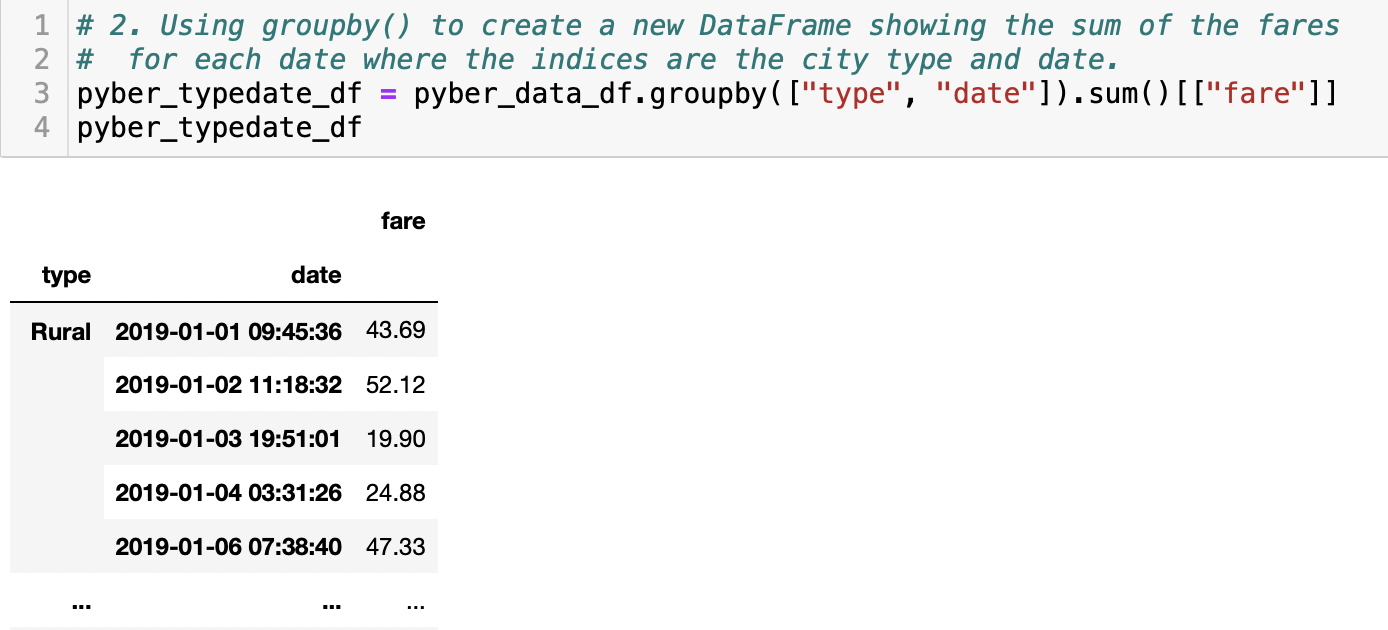 1 # 2. Using groupby() to create a new DataFrame showing the sum of the fares
2 #  for each date where the indices are the city type and date.
3 pyber_typedate_df = pyber_data_df.groupby(["type", "date"]).sum()[["fare"]]
4 pyber_typedate_df
fare
type date
Rural 2019-01-01 09:45:36 43.69
2019-01-02 11:18:32 52.12
2019-01-03 19:51:01 19.90
2019-01-04 03:31:26 24.88
2019-01-06 07:38:40 47.33
... ... ...